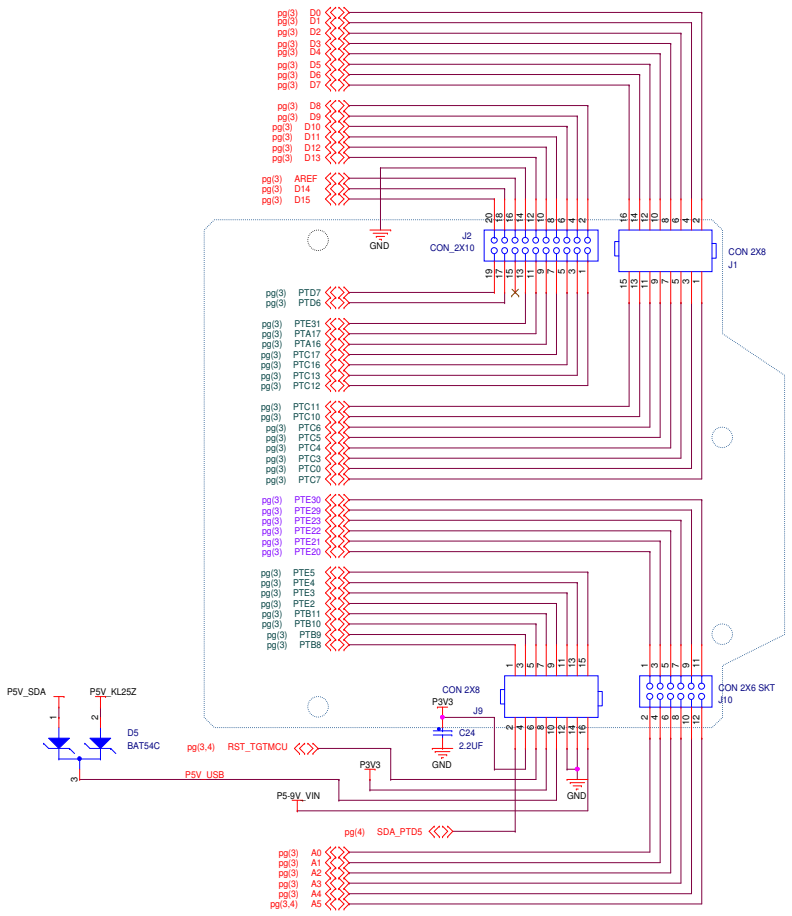 pg(3) D0
pg(3) D1
pg(3) D2
pg(3) D3
pg(3) D4
pg(3) D5
pg(3) D6
pg(3) D7
pg(3) D8
pg(3) D9
pg(3) D10
pg(3) D11
pg(3) D12
pg(3) D13
pg(3) AREF
pg(3) D14
pg(3) D15
GND
20 18 16 14 12 10 8 6 4 2
J2
CON_2X10
19 17 15 13 11 9 7 5 3 1
16 14 12 10 8 6 4 2
CON 2X8
J1
15 13 11 9 7 5 3 1
pg(3) PTD7
pg(3) PTD6
pg(3) PTE31
pg(3) PTA17
pg(3) PTA16
pg(3) PTC17
pg(3) PTC16
pg(3) PTC13
pg(3) PTC12
pg(3) PTC11
pg(3) PTC10
pg(3) PTC6
pg(3) PTC5
pg(3) PTC4
pg(3) PTC3
pg(3) PTC0
pg(3) PTC7
pg(3) PTE30
pg(3) PTE29
pg(3) PTE23
pg(3) PTE22
pg(3) PTE21
pg(3) PTE20
pg(3) PTE5
pg(3) PTE4
pg(3) PTE3
pg(3) PTE2
pg(3) PTB11
pg(3) PTB10
pg(3) PTB9
pg(3) PTB8
1 3 5 7 9 11 13 15
CON 2X8
J9
2 4 6 8 10 12 14 16
1 3 5 7 9 11
CON 2X6 SKT
J10
2 4 6 8 10 12
P5V_SDA
P5V_KL25Z
1
2
D5
BAT54C
3
P3V3
C24
2.2UF
GND
pg(3,4) RST_TGTMCU
P3V3
P5V_USB
P5-9V_VIN
GND
pg(4) SDA_PTD5
pg(3) A0
pg(3) A1
pg(3) A2
pg(3) A3
pg(3) A4
pg(3,4) A5